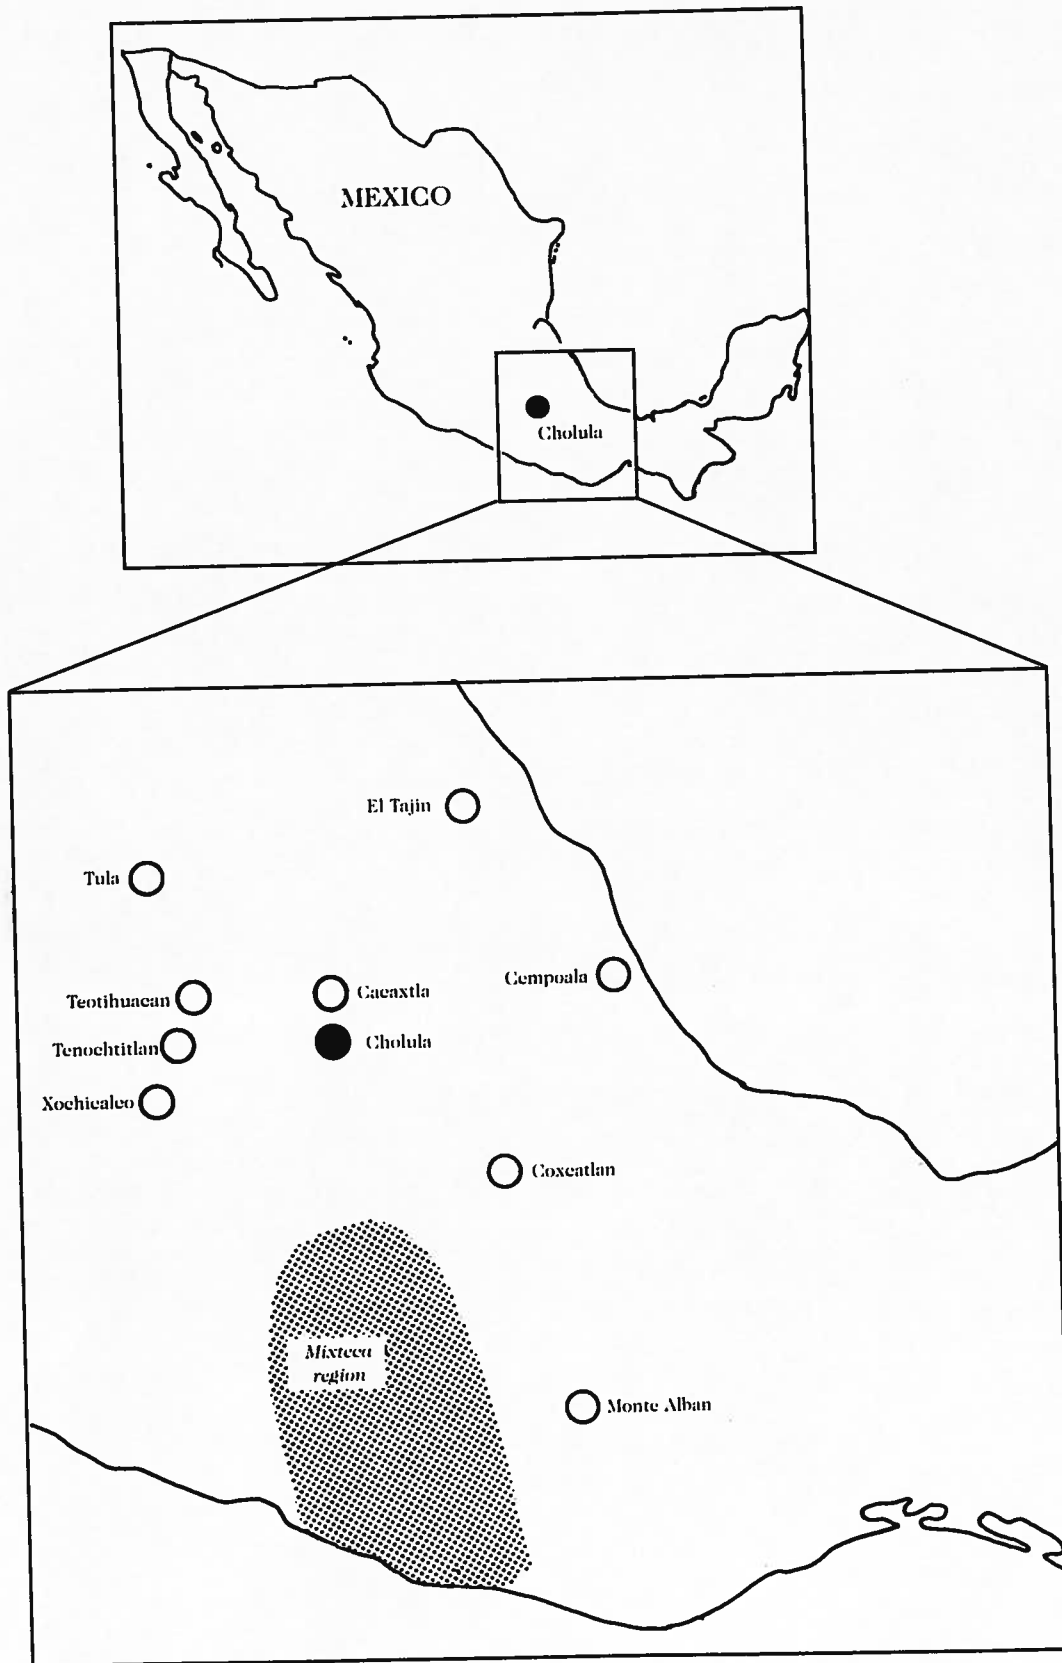 MEXICO
Cholula
El Tajin
Tula
Cempoala
Teotihuacan
Cacaxtla
Tenochtitlan
Cholula
Xochicalco
Coxcatlan
Mixteca
region
Monte Alban